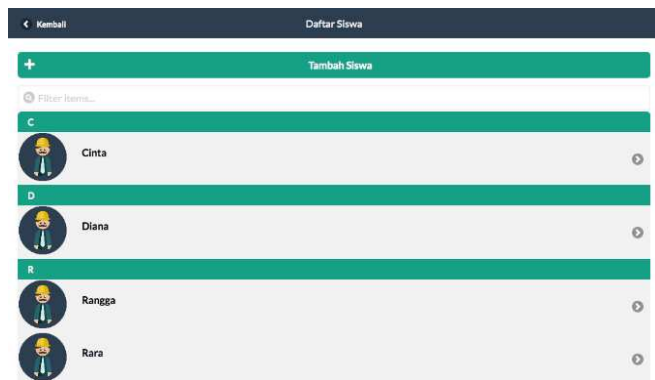 Kembali
Daftar Siswa
Tambah Siswa
Filter items...
C
Cinta
D
Diana
R
Rangga
Rara